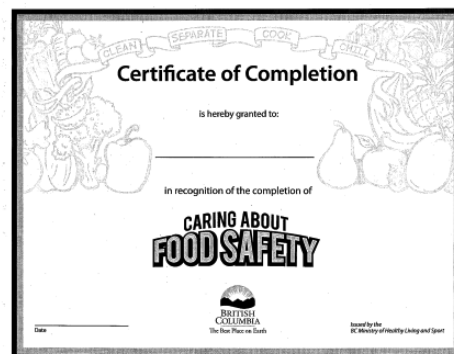 CLEAN SEPARATE COOK CHILL
Certificate of Completion
is hereby granted to:
in recognition of the completion of
CARING ABOUT
FOOD SAFETY
BRITISH
COLUMBIA
The Best Place on Earth
Date
Issued by the
BC Ministry of Healthy Living and Sport